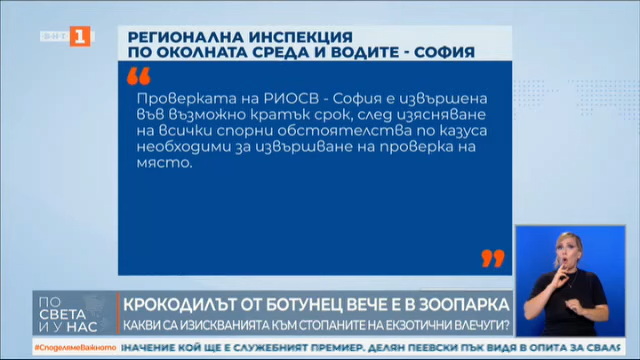 БНТ 1
РЕГИОНАЛНА ИНСПЕКЦИЯ
ПО ОКОЛНАТА СРЕДА И ВОДИТЕ - СОФИЯ
“
Проверката на РИОСВ - София е извършена
във възможно кратък срок, след изясняване
на всички спорни обстоятелства по казуса
необходими за извършване на проверка на
място.
”
ПО
СВЕТА
И У НАС
КРОКОДИЛЪТ ОТ БОТУНЕЦ ВЕЧЕ Е В ЗООПАРКА
КАКВИ СА ИЗИСКВАНИЯТА КЪМ СТОПАНИТЕ НА ЕКЗОТИЧНИ ВЛЕЧУГИ?
#СподелямеВажното
ЗНАЧЕНИЕ КОЙ ЩЕ Е СЛУЖЕБНИЯТ ПРЕМИЕР. ДЕЛЯН ПЕЕВСКИ ПЪК ВИДЯ В ОПИТА ЗА СВАЛЯ